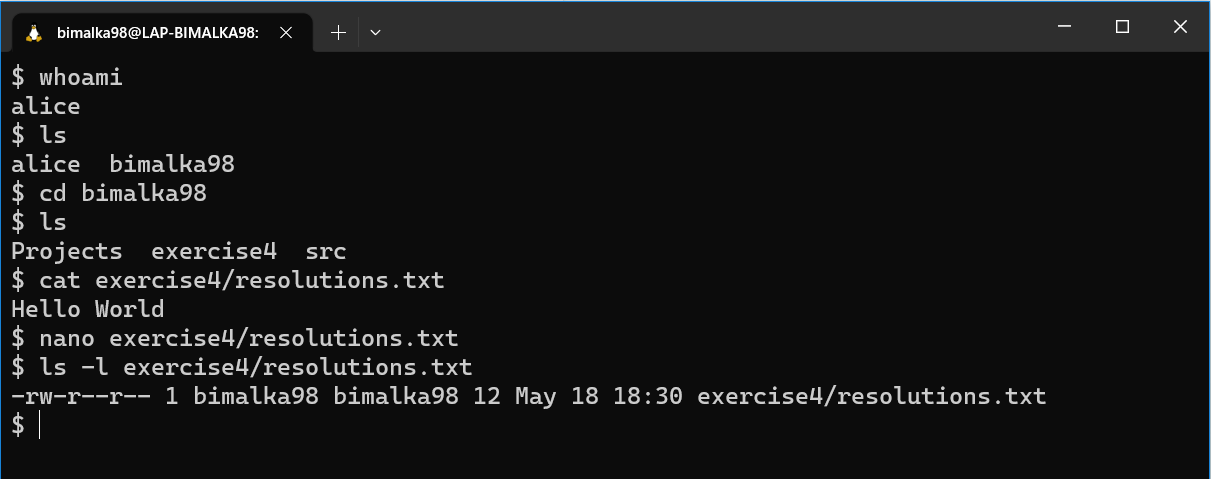 bimalka98@LAP-BIMALKA98:
$ whoami
alice
$ ls
alice  bimalka98
$ cd bimalka98
$ ls
Projects  exercise4  src
$ cat exercise4/resolutions.txt
Hello World
$ nano exercise4/resolutions.txt
$ ls -l exercise4/resolutions.txt
-rw-r--r-- 1 bimalka98 bimalka98 12 May 18 18:30 exercise4/resolutions.txt
$